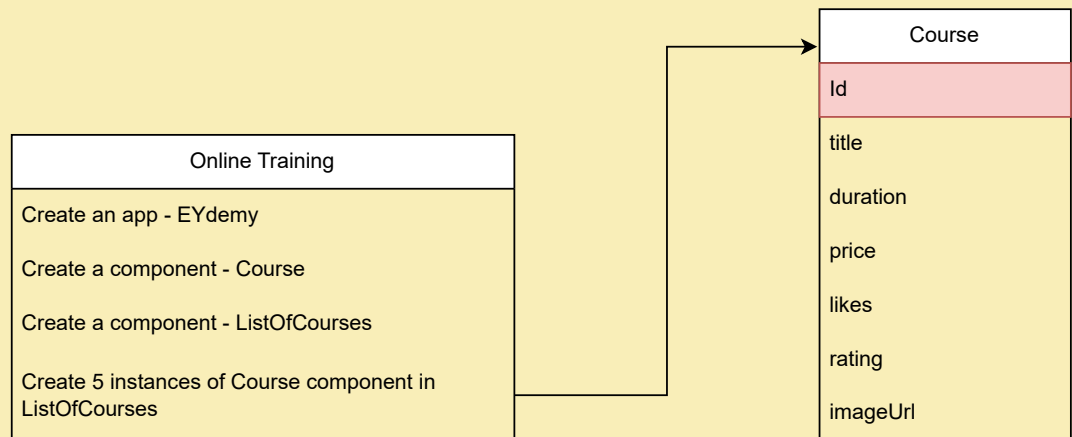 Online Training
Create an app - EYdemy
Create a component - Course
Create a component - ListOfCourses
Create 5 instances of Course component in
ListOfCourses
Course
Id
title
duration
price
likes
rating
imageUrl